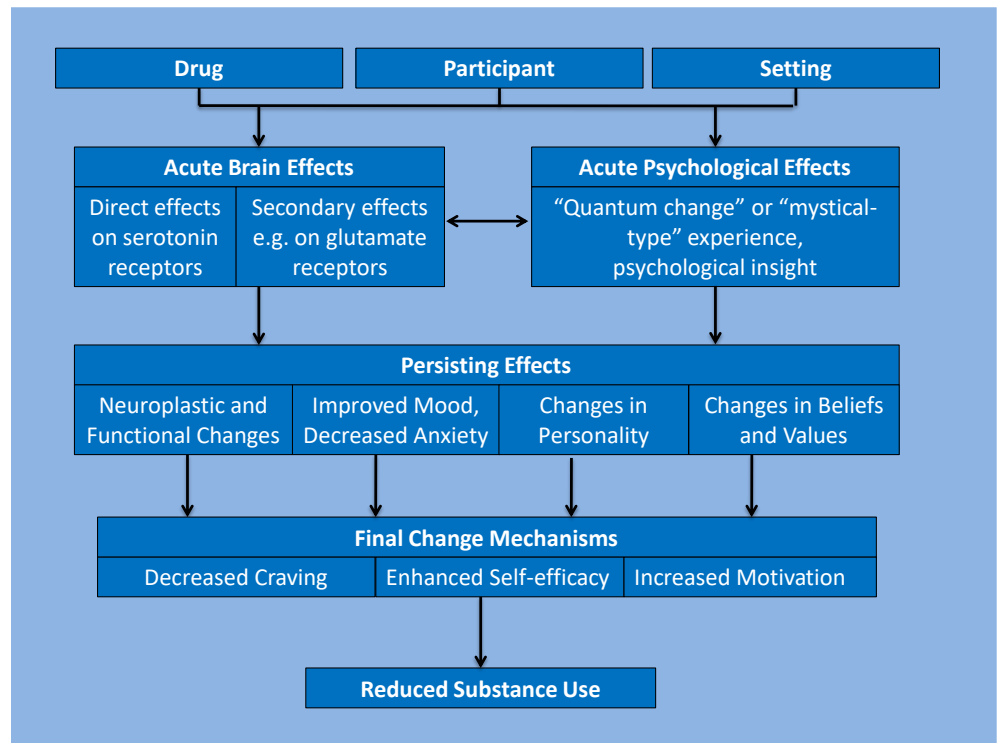 Drug
Participant
Setting
Acute Brain Effects
Direct effects
on serotonin
receptors
Secondary effects
e.g. on glutamate
receptors
Acute Psychological Effects
“Quantum change” or “mystical-
type” experience,
psychological insight
Persisting Effects
Neuroplastic and
Functional Changes
Improved Mood,
Decreased Anxiety
Changes in
Personality
Changes in Beliefs
and Values
Final Change Mechanisms
Decreased Craving
Enhanced Self-efficacy
Increased Motivation
Reduced Substance Use